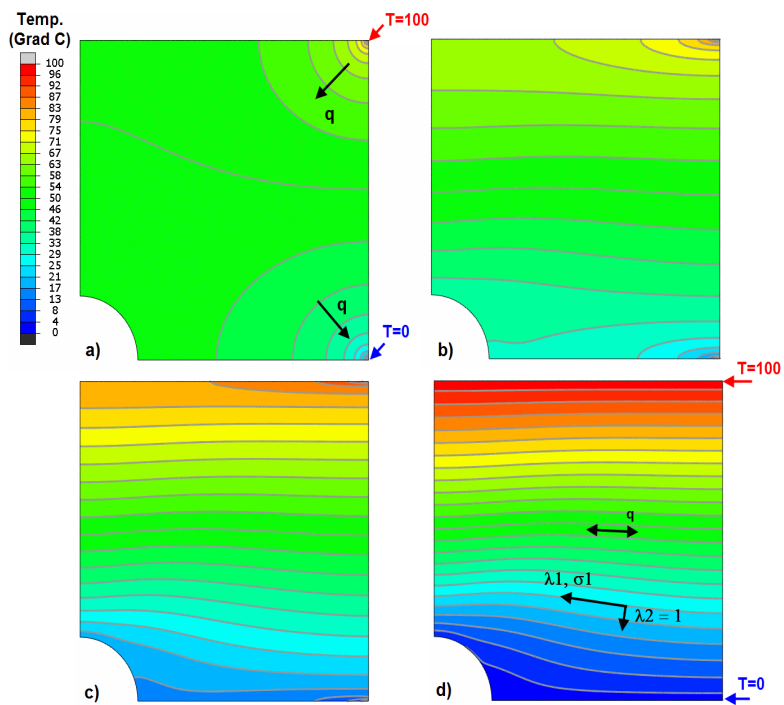 Temp.
(Grad C)
100
96
92
87
83
79
75
71
67
63
58
54
50
46
42
38
33
29
25
21
17
13
8
4
0
T=100
q
q
T=0
a)
b)
c)
T=100
q
λ1, σ1
λ2 = 1
T=0
d)